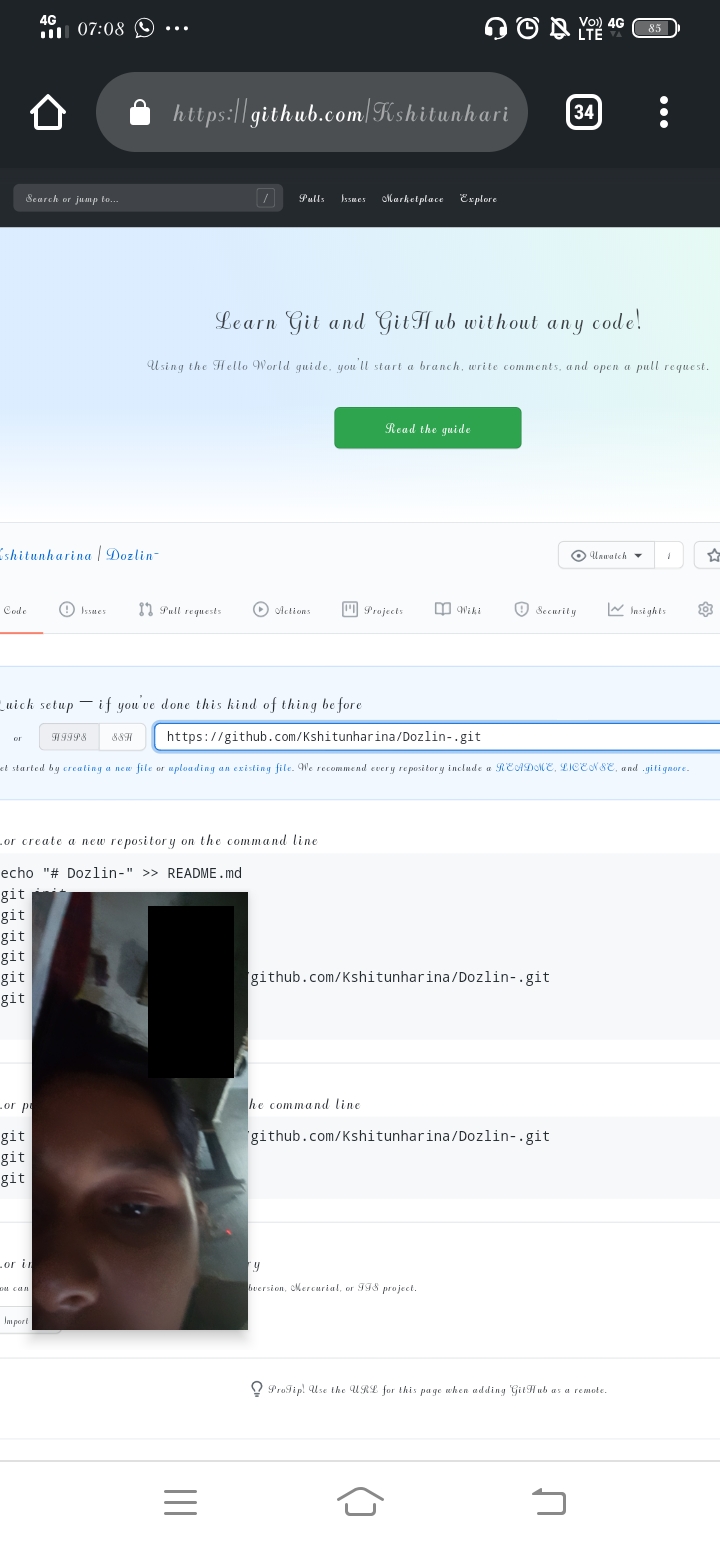 4G 07:08 Vo)) LTE 4G 85
https://github.com/Kshitunhari 34
Search or jump to... / Pulls Issues Marketplace Explore
Learn Git and GitHub without any code!
Using the Hello World guide, you'll start a branch, write comments, and open a pull request.
Read the guide
Kshitunharina / Dozlin- Unwatch 1
Code Issues Pull requests Actions Projects Wiki Security Insights
Quick setup — if you've done this kind of thing before
or HTTPS SSH https://github.com/Kshitunharina/Dozlin-.git
et started by creating a new file or uploading an existing file. We recommend every repository include a README, LICENSE, and .gitignore.
...or create a new repository on the command line
echo "# Dozlin-" >> README.md
git init
git
git
git
git /github.com/Kshitunharina/Dozlin-.git
git
...or pu he command line
git /github.com/Kshitunharina/Dozlin-.git
git
git
...or im ry
ou can bversion, Mercurial, or TFS project.
Import
ProTip! Use the URL for this page when adding GitHub as a remote.